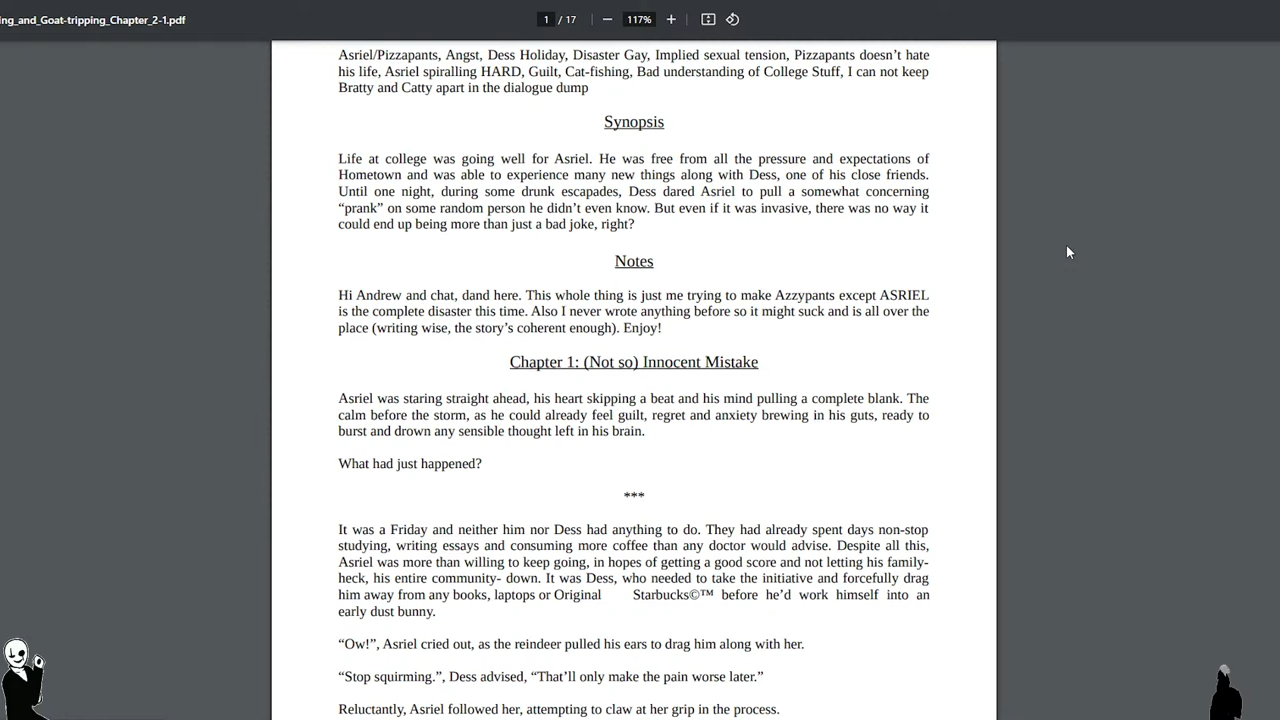 ing_and_Goat-tripping_Chapter_2-1.pdf
1 / 17
117%
Asriel/Pizzapants, Angst, Dess Holiday, Disaster Gay, Implied sexual tension, Pizzapants doesn’t hate
his life, Asriel spiralling HARD, Guilt, Cat-fishing, Bad understanding of College Stuff, I can not keep
Bratty and Catty apart in the dialogue dump
Synopsis
Life at college was going well for Asriel. He was free from all the pressure and expectations of
Hometown and was able to experience many new things along with Dess, one of his close friends.
Until one night, during some drunk escapades, Dess dared Asriel to pull a somewhat concerning
“prank” on some random person he didn’t even know. But even if it was invasive, there was no way it
could end up being more than just a bad joke, right?
Notes
Hi Andrew and chat, dand here. This whole thing is just me trying to make Azzypants except ASRIEL
is the complete disaster this time. Also I never wrote anything before so it might suck and is all over the
place (writing wise, the story’s coherent enough). Enjoy!
Chapter 1: (Not so) Innocent Mistake
Asriel was staring straight ahead, his heart skipping a beat and his mind pulling a complete blank. The
calm before the storm, as he could already feel guilt, regret and anxiety brewing in his guts, ready to
burst and drown any sensible thought left in his brain.
What had just happened?
***
It was a Friday and neither him nor Dess had anything to do. They had already spent days non-stop
studying, writing essays and consuming more coffee than any doctor would advise. Despite all this,
Asriel was more than willing to keep going, in hopes of getting a good score and not letting his family-
heck, his entire community- down. It was Dess, who needed to take the initiative and forcefully drag
him away from any books, laptops or Original Starbucks©™ before he’d work himself into an
early dust bunny.
“Ow!”, Asriel cried out, as the reindeer pulled his ears to drag him along with her.
“Stop squirming.”, Dess advised, “That’ll only make the pain worse later.”
Reluctantly, Asriel followed her, attempting to claw at her grip in the process.